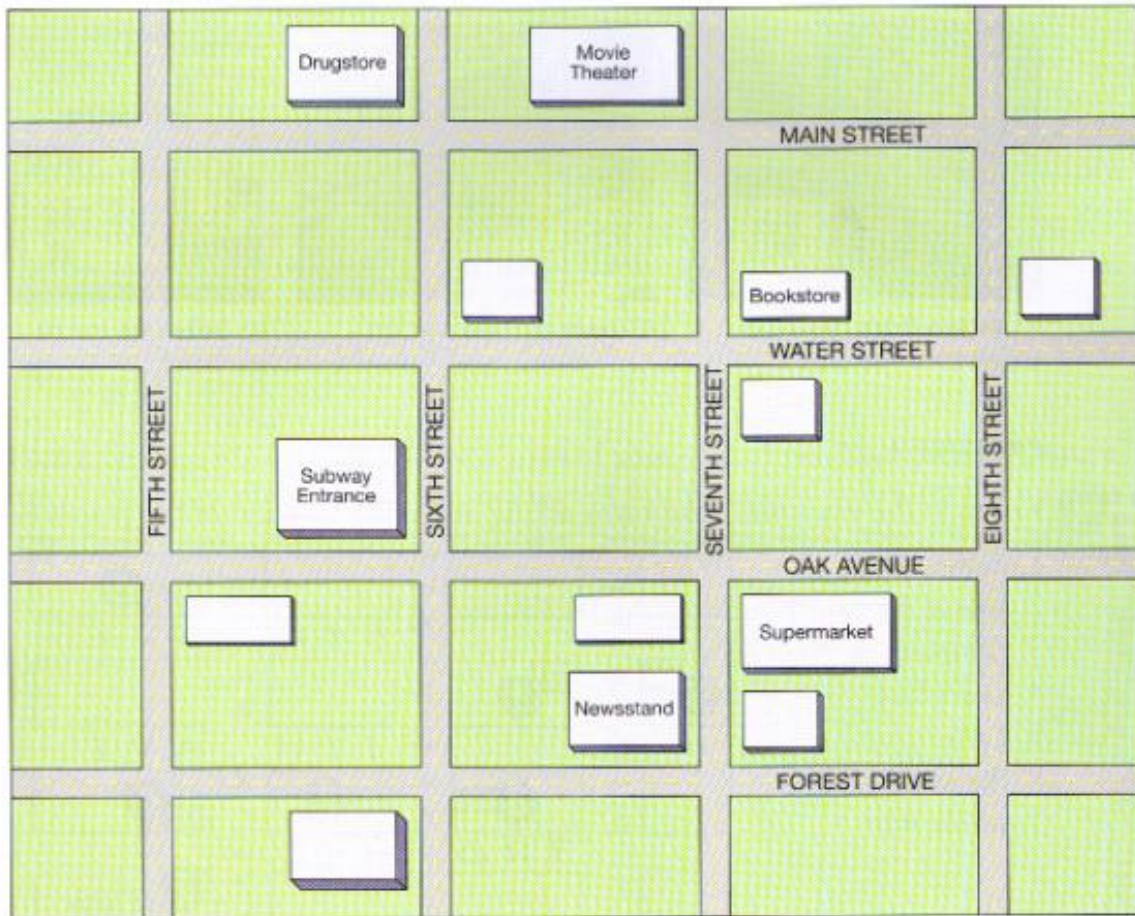 Drugstore
Movie
Theater
MAIN STREET
Bookstore
WATER STREET
FIFTH STREET
SIXTH STREET
SEVENTH STREET
EIGHTH STREET
Subway
Entrance
OAK AVENUE
Supermarket
Newsstand
FOREST DRIVE